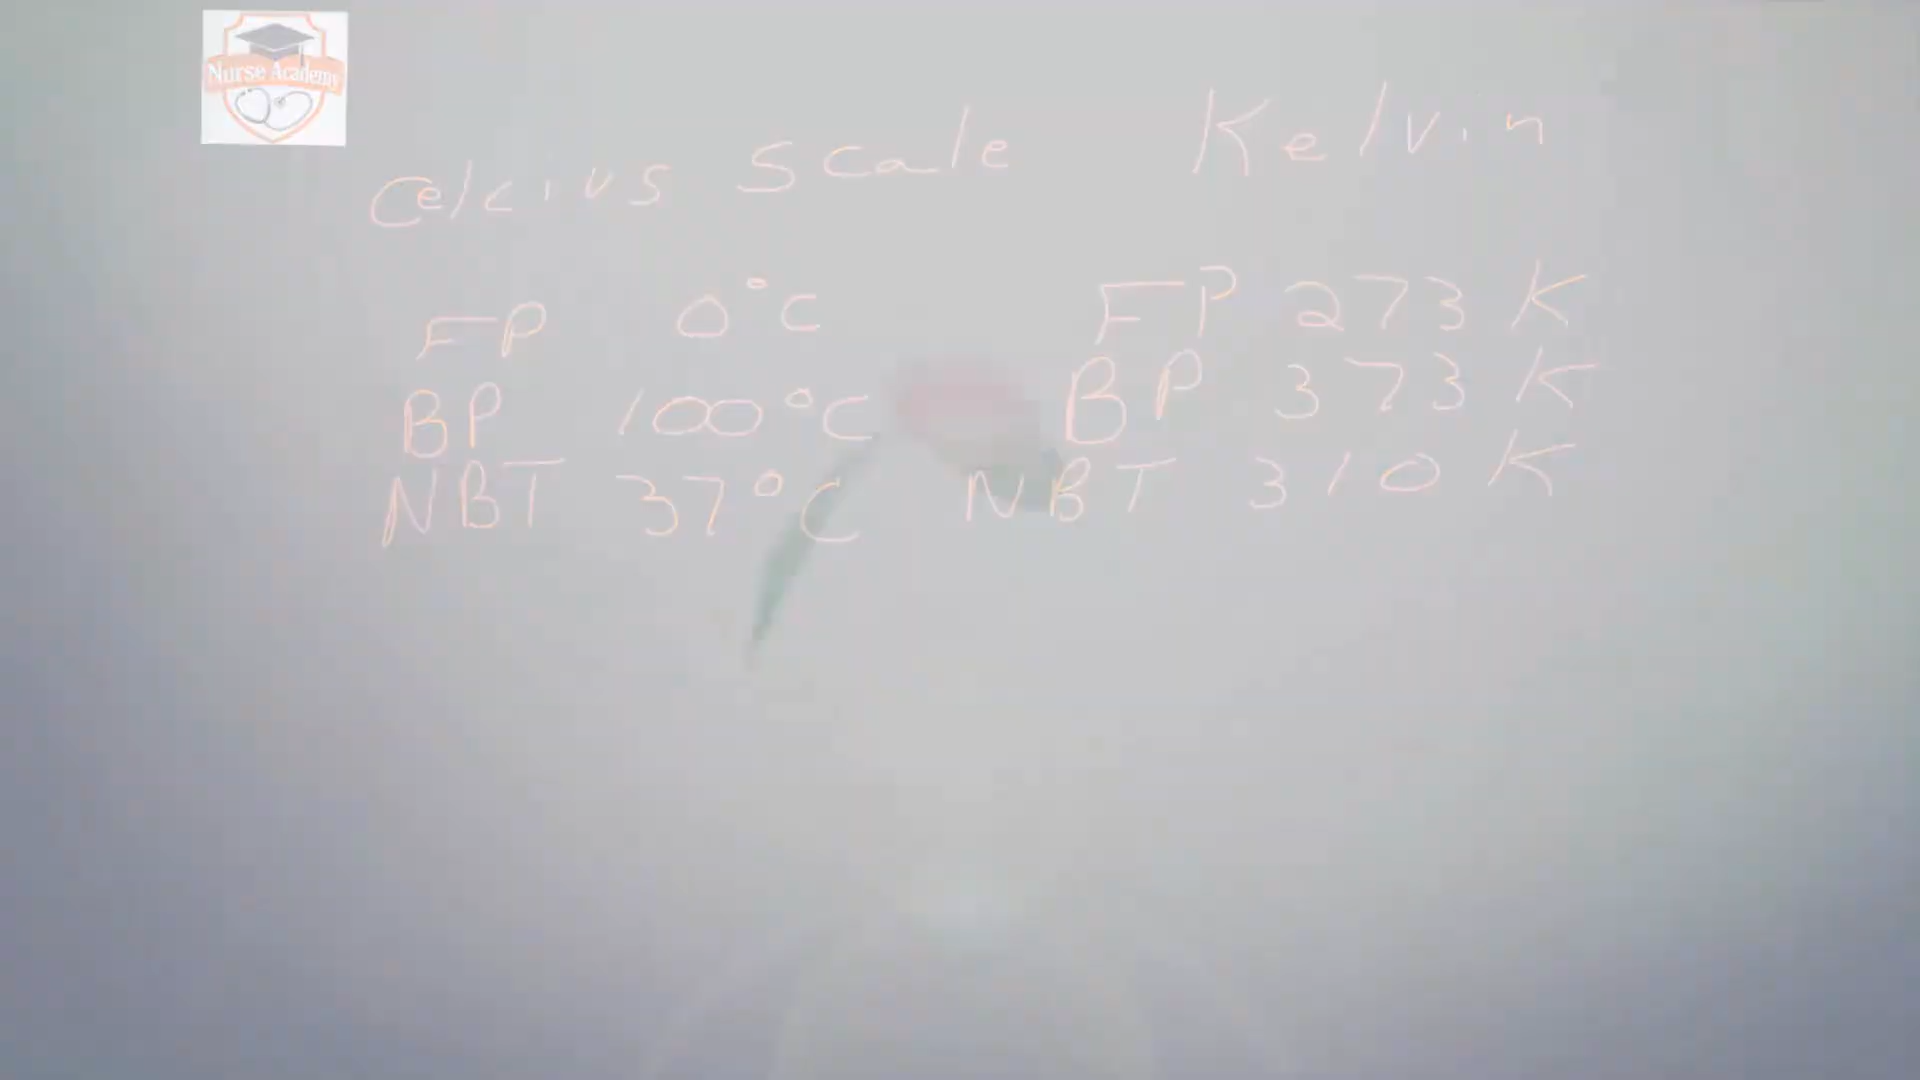 Nurse Academy
Celcius Scale
FP 0°C
BP 100°C
NBT 37°C
Kelvin
FP 273 K
BP 373 K
NBT 310 K